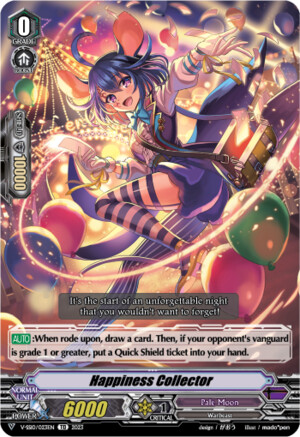 0
GRADE
BOOST
SHIELD
10000
It's the start of an unforgettable night
that you wouldn't want to forget!
AUTO:When rode upon, draw a card. Then, if your opponent's vanguard
is grade 1 or greater, put a Quick Shield ticket into your hand.
Happiness Collector
NORMAL
UNIT
Pale Moon
Warbeast
POWER
6000
1
CRITICAL
V-SS10/023EN
2023
design / がおう
illust / mado*pen